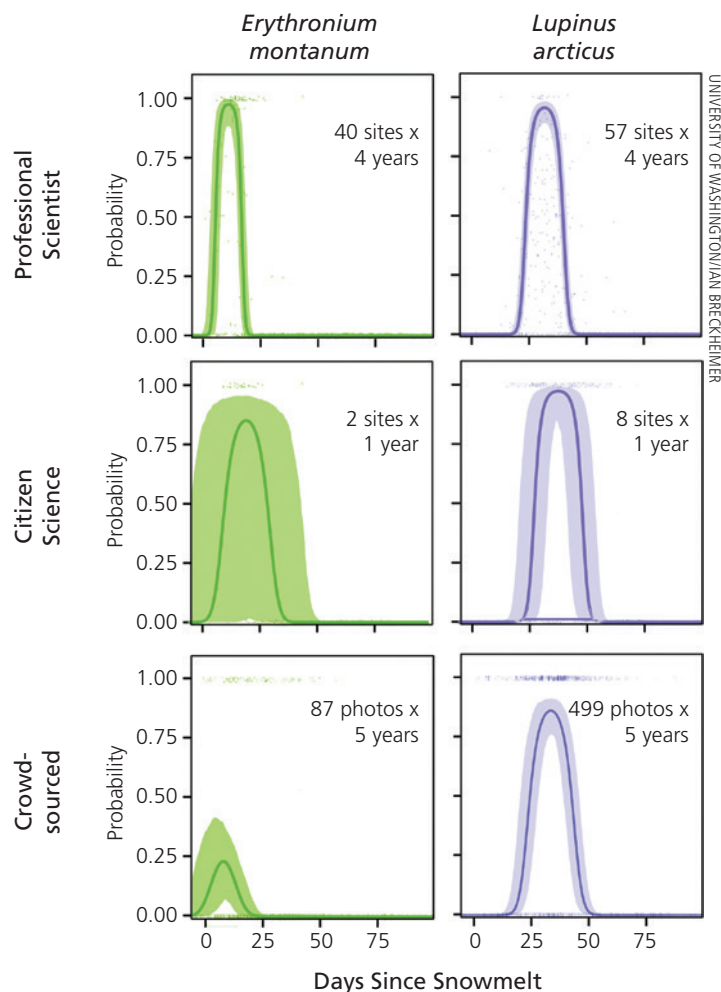 Erythronium
montanum
Lupinus
arcticus
UNIVERSITY OF WASHINGTON/IAN BRECKHEIMER
Professional
Scientist
Probability
1.00
0.75
0.50
0.25
0.00
40 sites x
4 years
57 sites x
4 years
Citizen
Science
Probability
1.00
0.75
0.50
0.25
0.00
2 sites x
1 year
8 sites x
1 year
Crowd-
sourced
Probability
1.00
0.75
0.50
0.25
0.00
87 photos x
5 years
499 photos x
5 years
0 25 75 0 25 50 75
Days Since Snowmelt